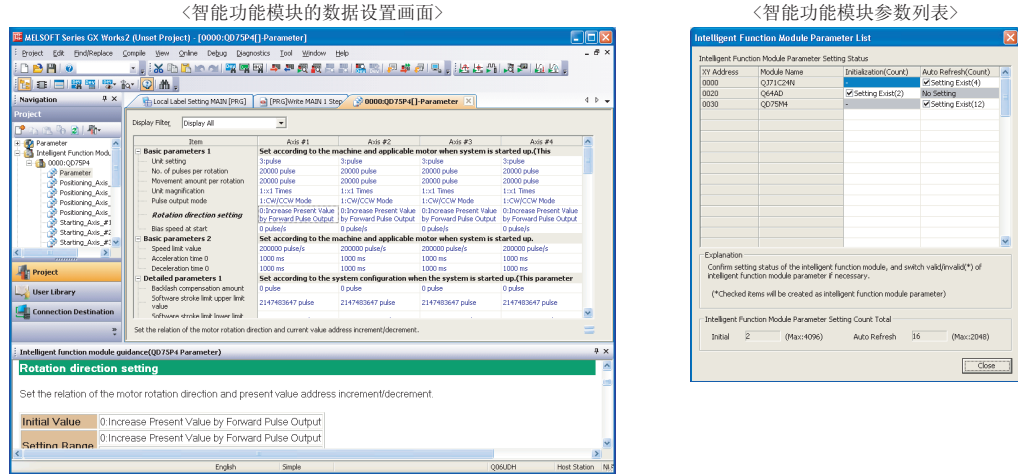 <智能功能模块的数据设置画面>
MELSOFT Series GX Works2 (Unset Project) - [0000:QD75P4[]-Parameter]
Project Edit Find/Replace Compile View Online Debug Diagnostics Tool Window Help
Navigation
Local Label Setting MAIN [PRG]
[PRG]Write MAIN 1 Step
0000:QD75P4[]-Parameter
Project
Display Filter Display All
Parameter
Intelligent Function Modu
0000:QD75P4
Parameter
Positioning_Axis_
Positioning_Axis_
Positioning_Axis_
Positioning_Axis_
Starting_Axis_#1
Starting_Axis_#2
Starting_Axis_#3
Project
User Library
Connection Destination
Item Axis #1 Axis #2 Axis #3 Axis #4
Basic parameters 1 Set according to the machine and applicable motor when system is started up.(This
Unit setting 3:pulse 3:pulse 3:pulse 3:pulse
No. of pulses per rotation 20000 pulse 20000 pulse 20000 pulse 20000 pulse
Movement amount per rotation 20000 pulse 20000 pulse 20000 pulse 20000 pulse
Unit magnification 1:x1 Times 1:x1 Times 1:x1 Times 1:x1 Times
Pulse output mode 1:CW/CCW Mode 1:CW/CCW Mode 1:CW/CCW Mode 1:CW/CCW Mode
Rotation direction setting 0:Increase Present Value by Forward Pulse Output 0:Increase Present Value by Forward Pulse Output 0:Increase Present Value by Forward Pulse Output 0:Increase Present Value by Forward Pulse Output
Bias speed at start 0 pulse/s 0 pulse/s 0 pulse/s 0 pulse/s
Basic parameters 2 Set according to the machine and applicable motor when system is started up.
Speed limit value 200000 pulse/s 200000 pulse/s 200000 pulse/s 200000 pulse/s
Acceleration time 0 1000 ms 1000 ms 1000 ms 1000 ms
Deceleration time 0 1000 ms 1000 ms 1000 ms 1000 ms
Detailed parameters 1 Set according to the system configuration when the system is started up.(This parameter
Backlash compensation amount 0 pulse 0 pulse 0 pulse 0 pulse
Software stroke limit upper limit value 2147483647 pulse 2147483647 pulse 2147483647 pulse 2147483647 pulse
Software stroke limit lower limit
Set the relation of the motor rotation direction and current value address increment/decrement.
Intelligent function module guidance(QD75P4 Parameter)
Rotation direction setting
Set the relation of the motor rotation direction and present value address increment/decrement.
Initial Value 0:Increase Present Value by Forward Pulse Output
Setting Range 0:Increase Present Value by Forward Pulse Output
English Simple Q06UDH Host Station
<智能功能模块参数列表>
Intelligent Function Module Parameter List
Intelligent Function Module Parameter Setting Status
XY Address Module Name Initialization(Count) Auto Refresh(Count)
0000 QJ71C24N - Setting Exist(4)
0020 Q64AD Setting Exist(2) No Setting
0030 QD75M4 - Setting Exist(12)
Explanation
Confirm setting status of the intelligent function module, and switch valid/invalid(*) of
intelligent function module parameter if necessary.
(*Checked items will be created as intelligent function module parameter)
Intelligent Function Module Parameter Setting Count Total
Initial 2 (Max:4096) Auto Refresh 16 (Max:2048)
Close